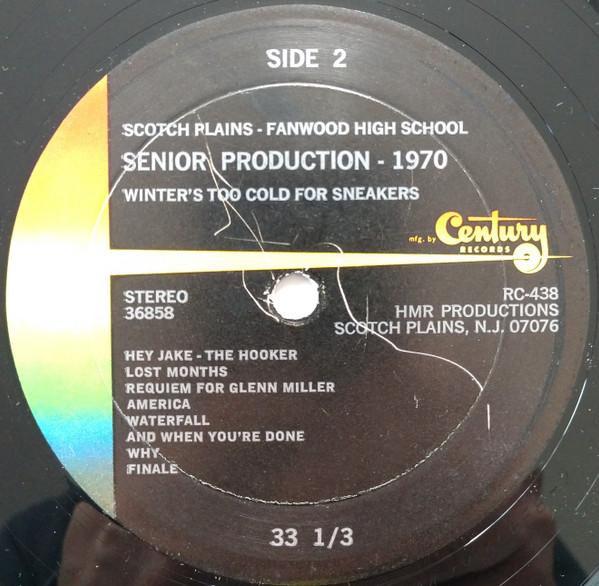 SIDE 2
SCOTCH PLAINS - FANWOOD HIGH SCHOOL
SENIOR PRODUCTION - 1970
WINTER'S TOO COLD FOR SNEAKERS
mfg. by Century
RECORDS
STEREO
36858
RC-438
HMR PRODUCTIONS
SCOTCH PLAINS, N.J. 07076
HEY JAKE - THE HOOKER
LOST MONTHS
REQUIEM FOR GLENN MILLER
AMERICA
WATERFALL
AND WHEN YOU'RE DONE
WHY
FINALE
33 1/3